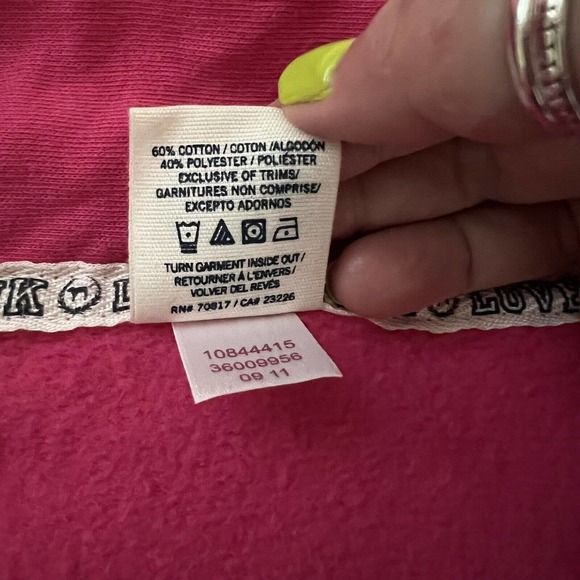 60% COTTON / COTON /ALGODÓN
40% POLYESTER / POLIÉSTER
EXCLUSIVE OF TRIMS/
GARNITURES NON COMPRISE/
EXCEPTO ADORNOS
TURN GARMENT INSIDE OUT /
RETOURNER À L'ENVERS/
VOLVER DEL REVÉS
RN# 70817 / CA# 23226
10844415
36009956
09 11